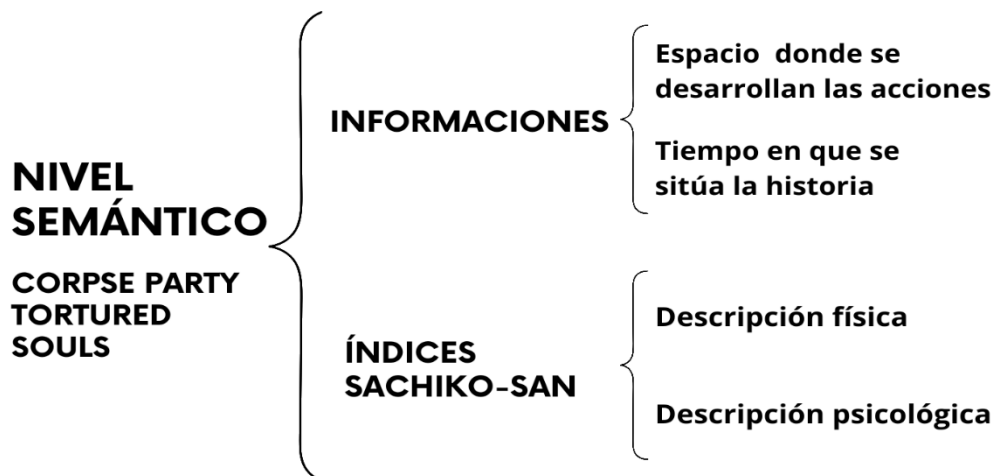 NIVEL
SEMÁNTICO
CORPSE PARTY
TORTURED
SOULS
INFORMACIONES
Espacio donde se
desarrollan las acciones
Tiempo en que se
sitúa la historia
ÍNDICES
SACHIKO-SAN
Descripción física
Descripción psicológica